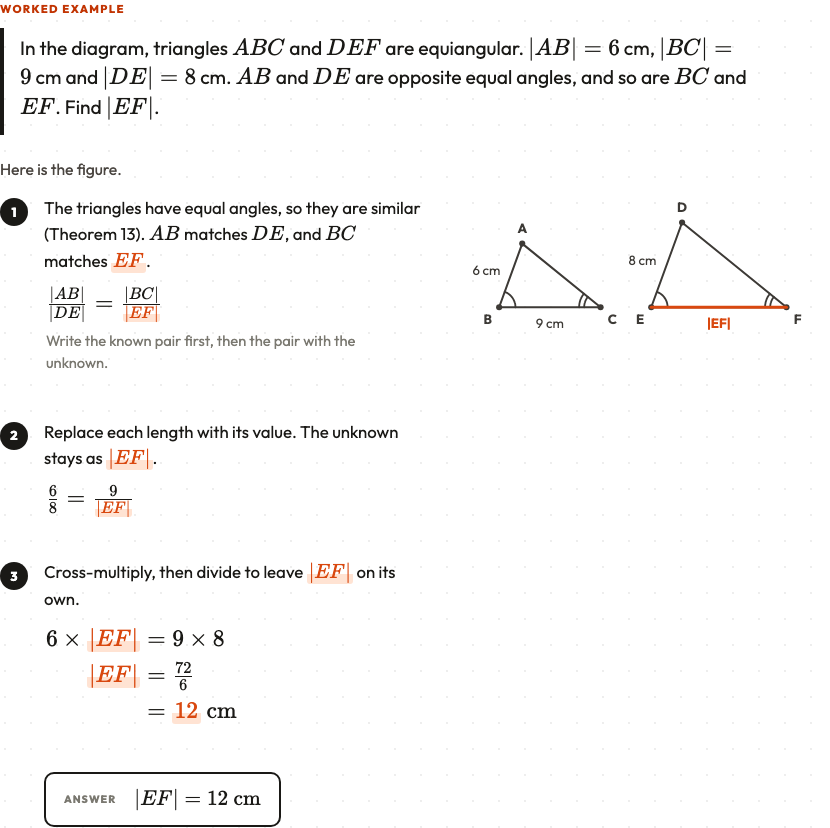 WORKED EXAMPLE
In the diagram, triangles ABC and DEF are equiangular. |AB| = 6 cm, |BC| =
9 cm and |DE| = 8 cm. AB and DE are opposite equal angles, and so are BC and
EF. Find |EF|.
Here is the figure.
1
The triangles have equal angles, so they are similar
(Theorem 13). AB matches DE, and BC
matches EF.
|AB|/|DE| = |BC|/|EF|
Write the known pair first, then the pair with the
unknown.
A
6 cm
B
9 cm
C
D
8 cm
E
|EF|
F
2
Replace each length with its value. The unknown
stays as |EF|.
6/8 = 9/|EF|
3
Cross-multiply, then divide to leave |EF| on its
own.
6 × |EF| = 9 × 8
|EF| = 72/6
= 12 cm
ANSWER |EF| = 12 cm